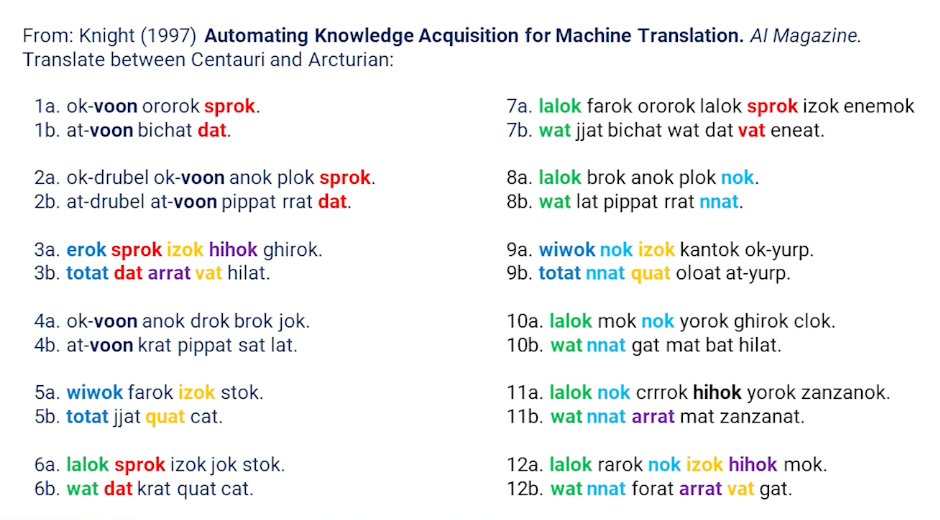 From: Knight (1997) Automating Knowledge Acquisition for Machine Translation. AI Magazine.
Translate between Centauri and Arcturian:
1a. ok-voon ororok sprok.
1b. at-voon bichat dat.
2a. ok-drubel ok-voon anok plok sprok.
2b. at-drubel at-voon pippat rrat dat.
3a. erok sprok izok hihok ghirok.
3b. totat dat arrat vat hilat.
4a. ok-voon anok drok brok jok.
4b. at-voon krat pippat sat lat.
5a. wiwok farok izok stok.
5b. totat jjat quat cat.
6a. lalok sprok izok jok stok.
6b. wat dat krat quat cat.
7a. lalok farok ororok lalok sprok izok enemok
7b. wat jjat bichat wat dat vat eneat.
8a. lalok brok anok plok nok.
8b. wat lat pippat rrat nnat.
9a. wiwok nok izok kantok ok-yurp.
9b. totat nnat quat oloat at-yurp.
10a. lalok mok nok yorok ghirok clok.
10b. wat nnat gat mat bat hilat.
11a. lalok nok crrrok hihok yorok zanzanok.
11b. wat nnat arrat mat zanzanat.
12a. lalok rarok nok izok hihok mok.
12b. wat nnat forat arrat vat gat.